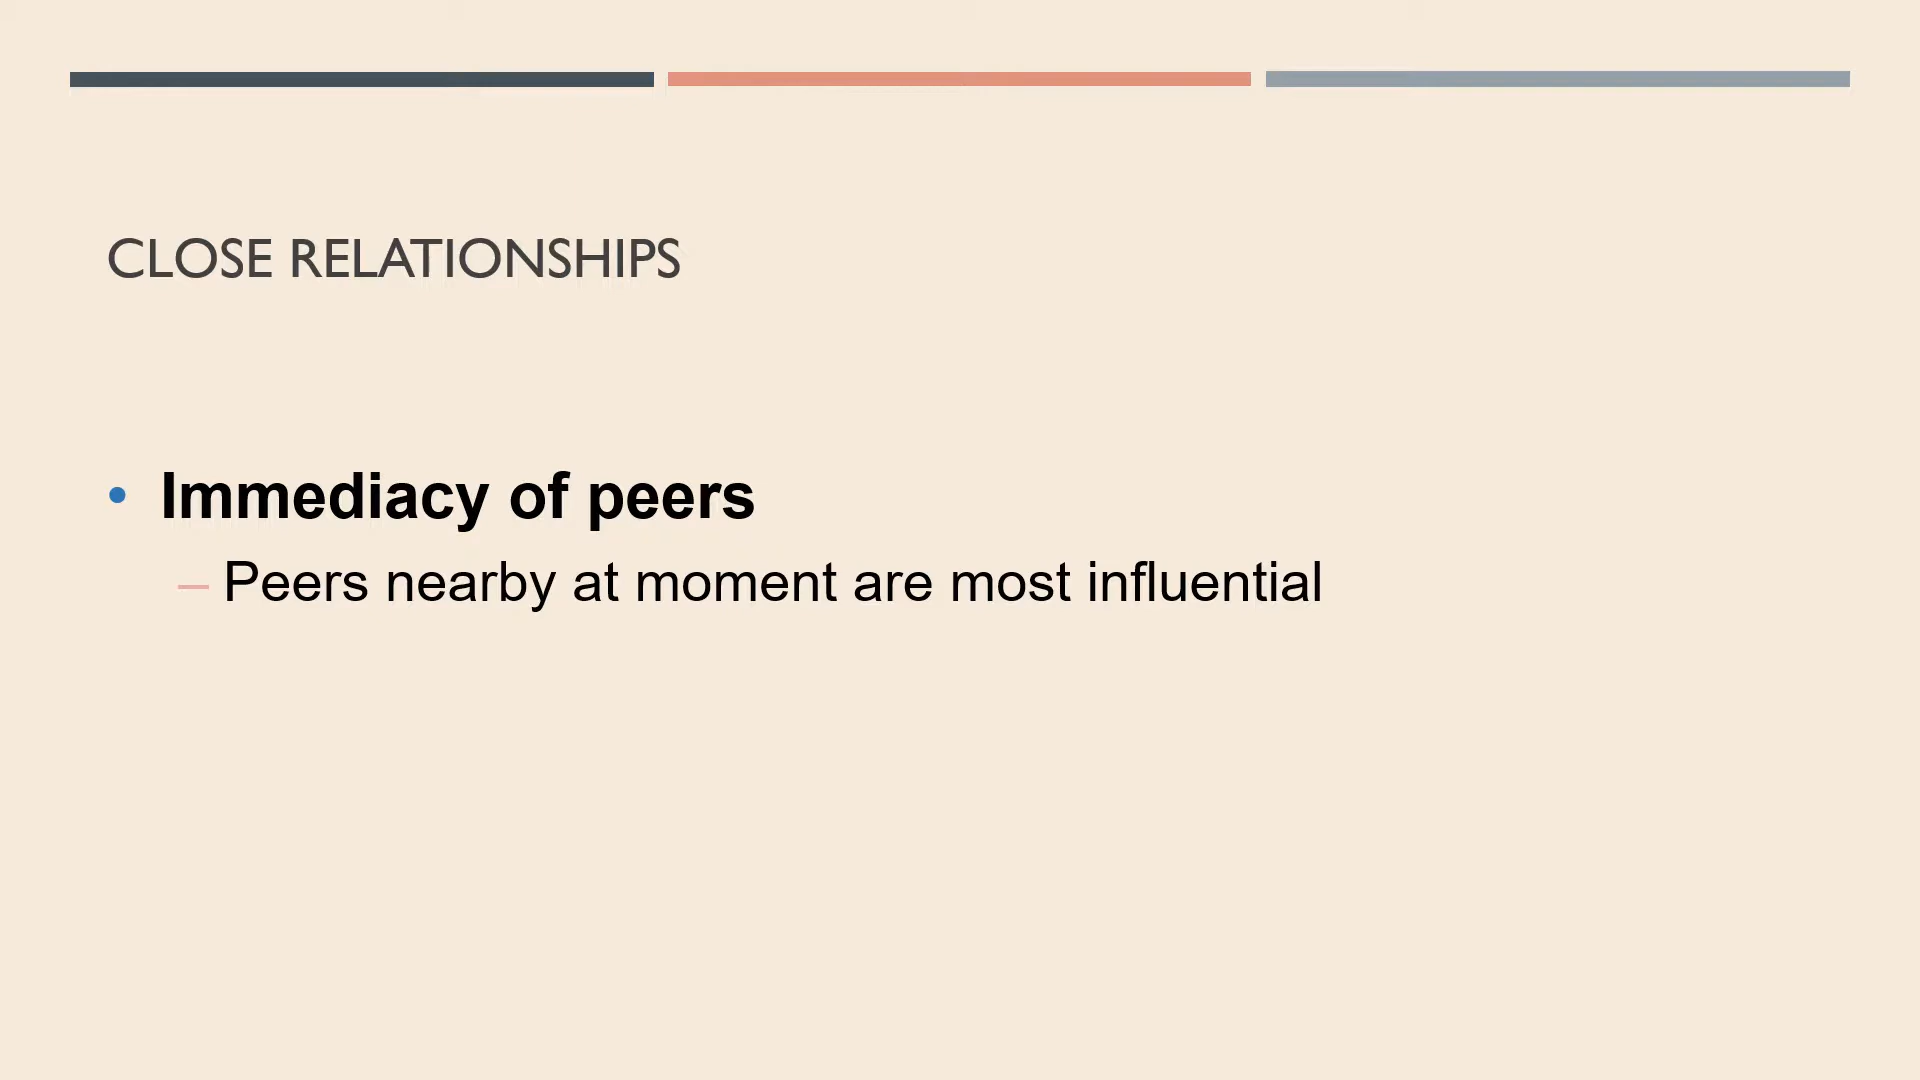 CLOSE RELATIONSHIPS
• Immediacy of peers
– Peers nearby at moment are most influential